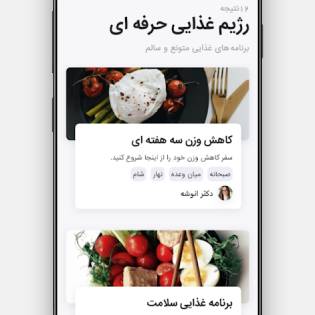 ۱۲ نتیجه
رژیم غذایی حرفه ای
برنامه های غذایی متنوع و سالم
کاهش وزن سه هفته ای
سفر کاهش وزن خود را از اینجا شروع کنید.
صبحانه میان وعده نهار شام
دکتر انوشه
برنامه غذایی سلامت